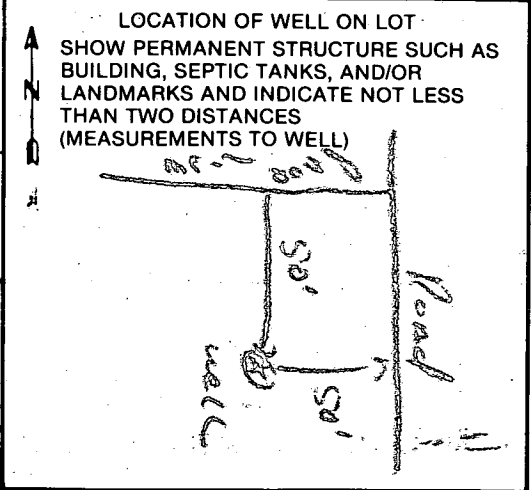 LOCATION OF WELL ON LOT
SHOW PERMANENT STRUCTURE SUCH AS
BUILDING, SEPTIC TANKS, AND/OR
LANDMARKS AND INDICATE NOT LESS
THAN TWO DISTANCES
(MEASUREMENTS TO WELL)
N
50'
Road
well
50'